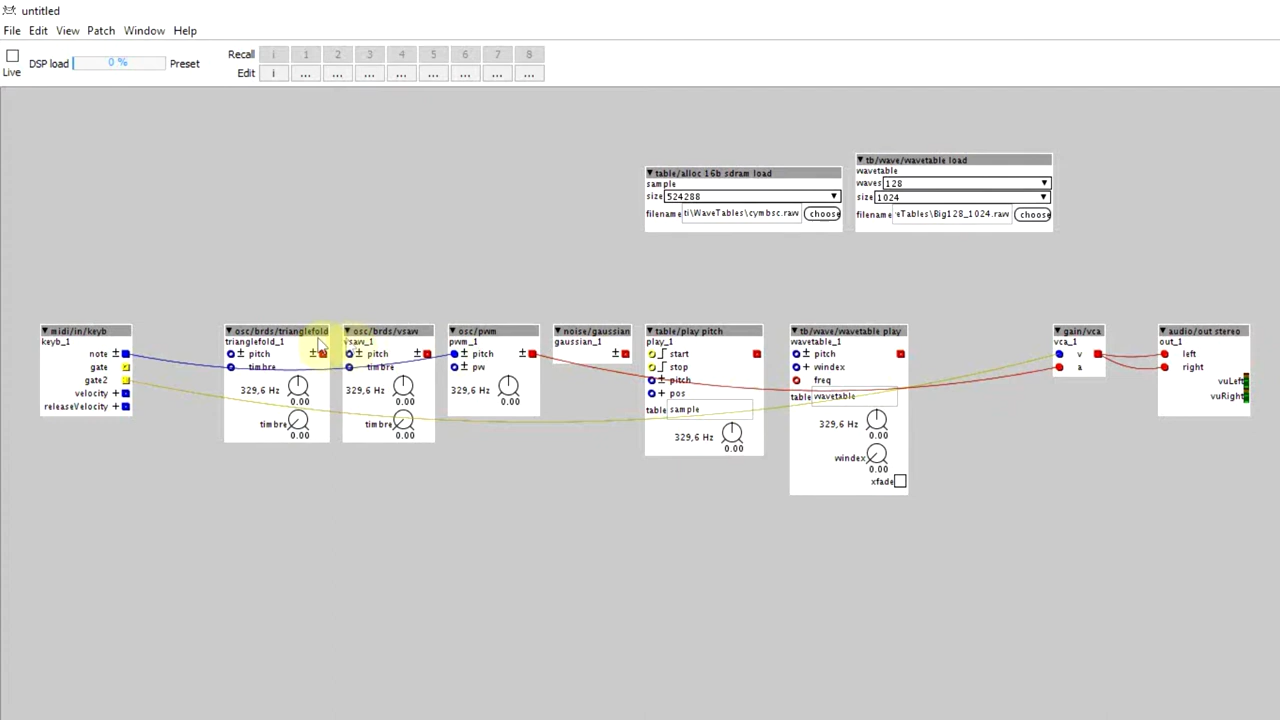 untitled
File Edit View Patch Window Help
Live
DSP load 0 % Preset
Recall i 1 2 3 4 5 6 7 8
Edit i ... ... ... ... ... ... ... ...
table/alloc 16b sdram load
sample
size 524288
filename ti\WaveTables\cymbsc.raw choose
tb/wave/wavetable load
wavetable
waves 128
size 1024
filename eTables\Big128_1024.raw choose
midi/in/keyb
keyb_1
note
gate
gate2
velocity
releaseVelocity
osc/brds/trianglefold
trianglefold_1
pitch
timbre
329,6 Hz
0.00
timbre
0.00
osc/brds/vsaw
vsaw_1
pitch
timbre
329,6 Hz
0.00
timbre
0.00
osc/pwm
pwm_1
pitch
pw
329,6 Hz
0.00
noise/gaussian
gaussian_1
table/play pitch
play_1
start
stop
pitch
pos
table sample
329,6 Hz
0.00
tb/wave/wavetable play
wavetable_1
pitch
windex
freq
table wavetable
329,6 Hz
0.00
windex
0.00
xfade
gain/vca
vca_1
v
a
audio/out stereo
out_1
left
right
vuLeft
vuRight